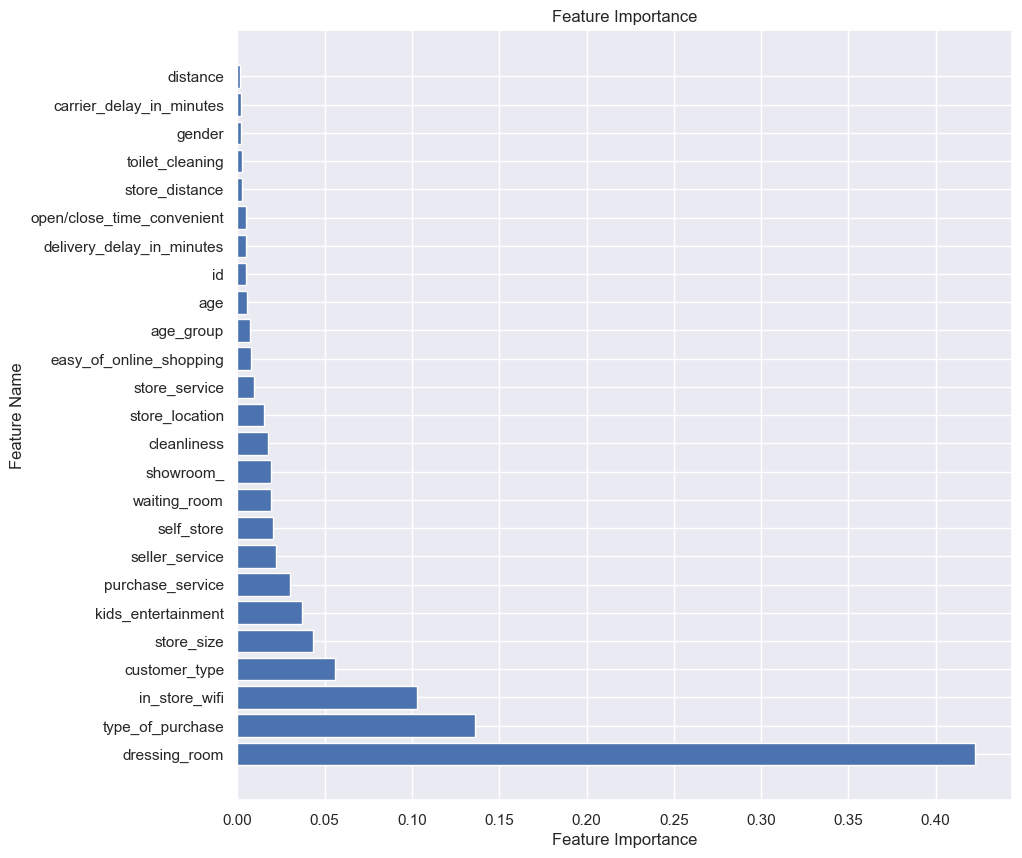 Feature Importance
distance
carrier_delay_in_minutes
gender
toilet_cleaning
store_distance
open/close_time_convenient
delivery_delay_in_minutes
id
age
age_group
easy_of_online_shopping
store_service
store_location
cleanliness
showroom_
waiting_room
self_store
seller_service
purchase_service
kids_entertainment
store_size
customer_type
in_store_wifi
type_of_purchase
dressing_room
Feature Name
0.00 0.05 0.10 0.15 0.20 0.25 0.30 0.35 0.40
Feature Importance